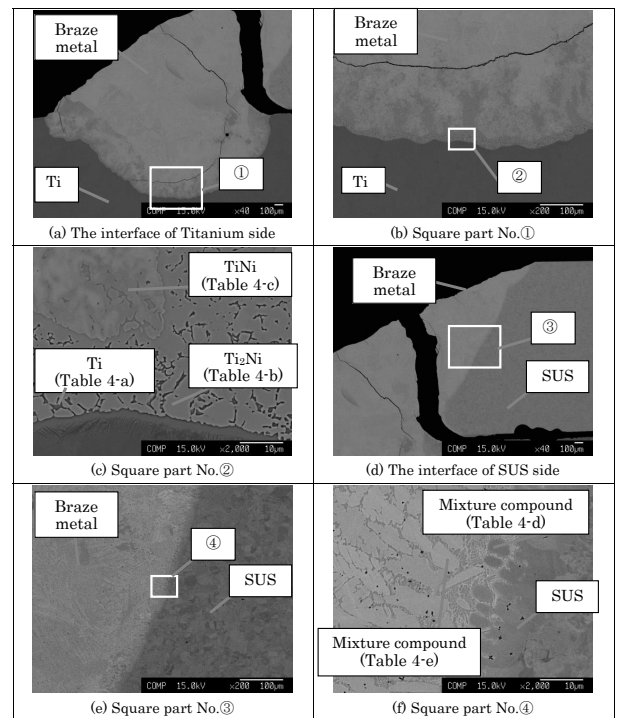 Braze
metal
①
Ti
COMP 15.0kV ×40 100μm
(a) The interface of Titanium side
Braze
metal
②
Ti
COMP 15.0kV ×200 100μm
(b) Square part No.①
TiNi
(Table 4-c)
Ti
(Table 4-a)
Ti₂Ni
(Table 4-b)
COMP 15.0kV ×2,000 10μm
(c) Square part No.②
Braze
metal
③
SUS
COMP 15.0kV ×40 100μm
(d) The interface of SUS side
Braze
metal
④
SUS
COMP 15.0kV ×200 100μm
(e) Square part No.③
Mixture compound
(Table 4-d)
SUS
Mixture compound
(Table 4-e)
COMP 15.0kV ×2,000 10μm
(f) Square part No.④